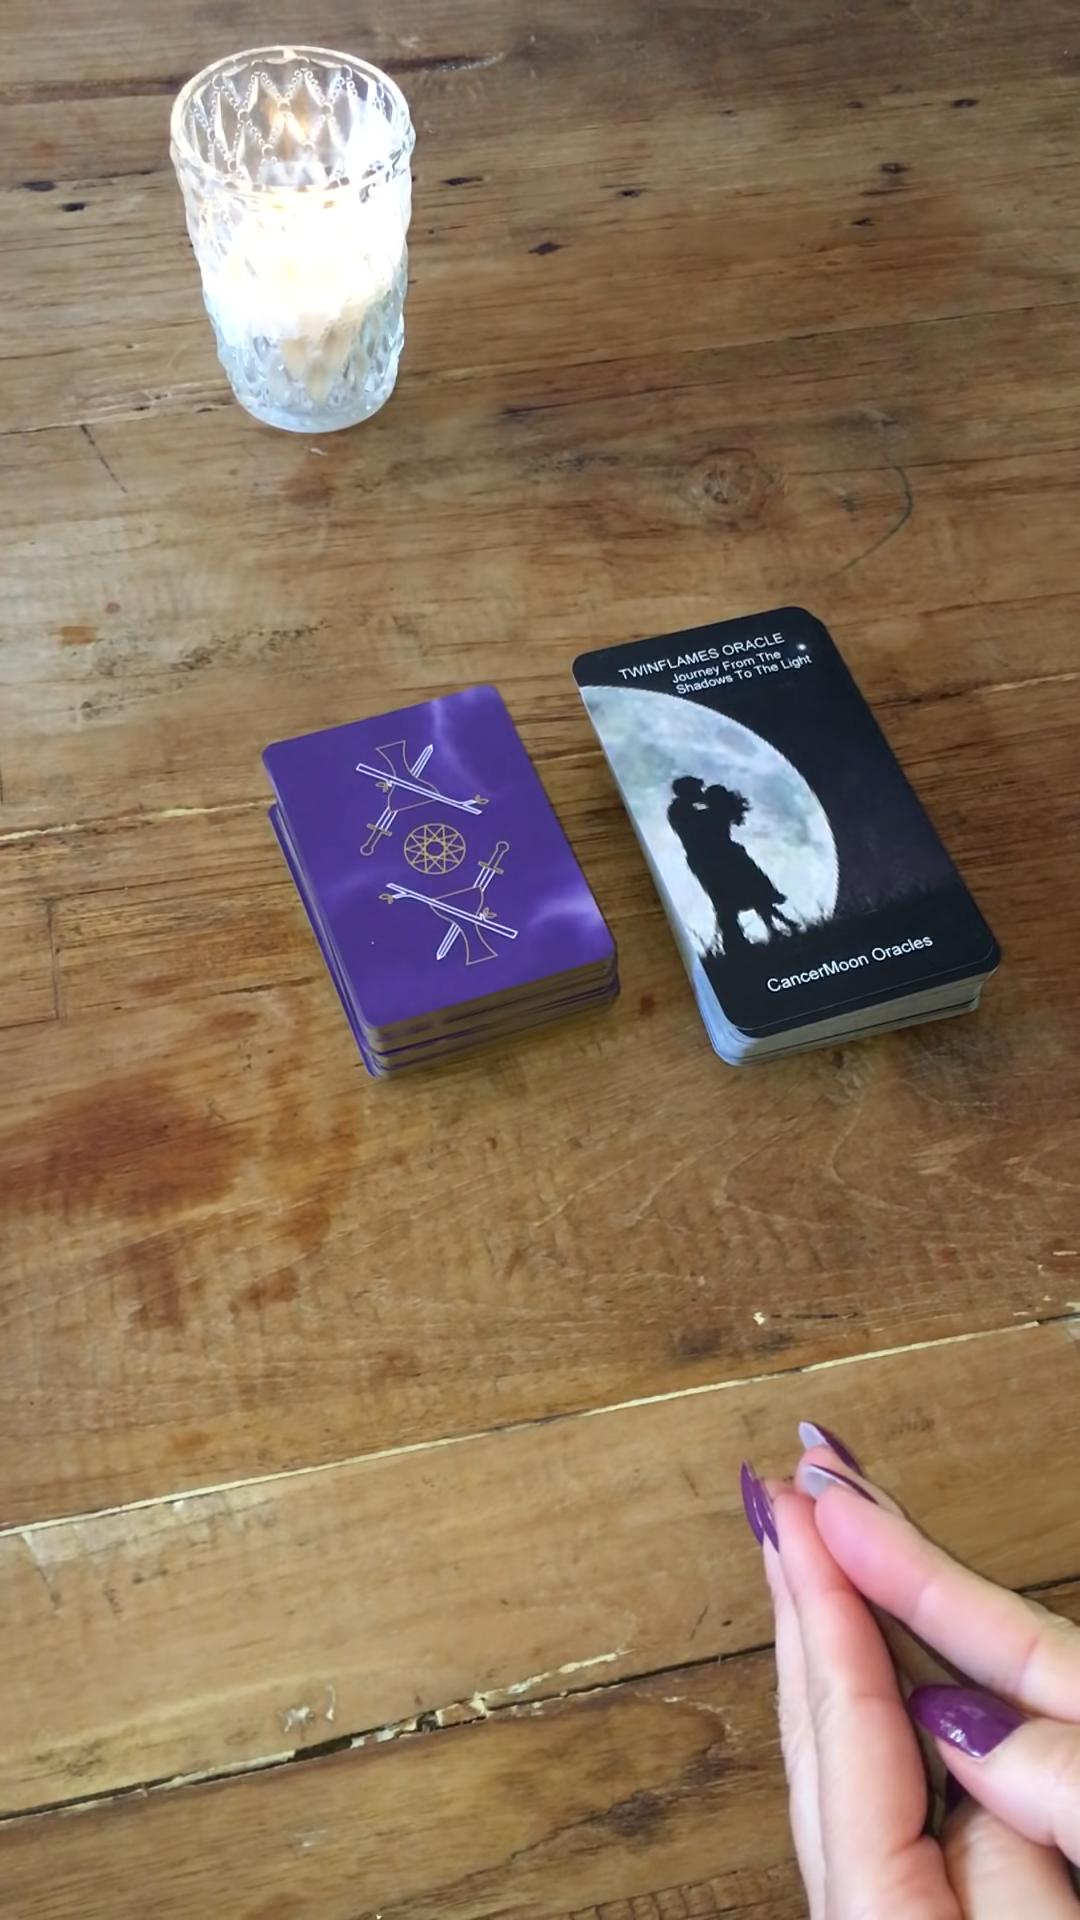 TWINFLAMES ORACLE
Journey From The
Shadows To The Light
CancerMoon Oracles